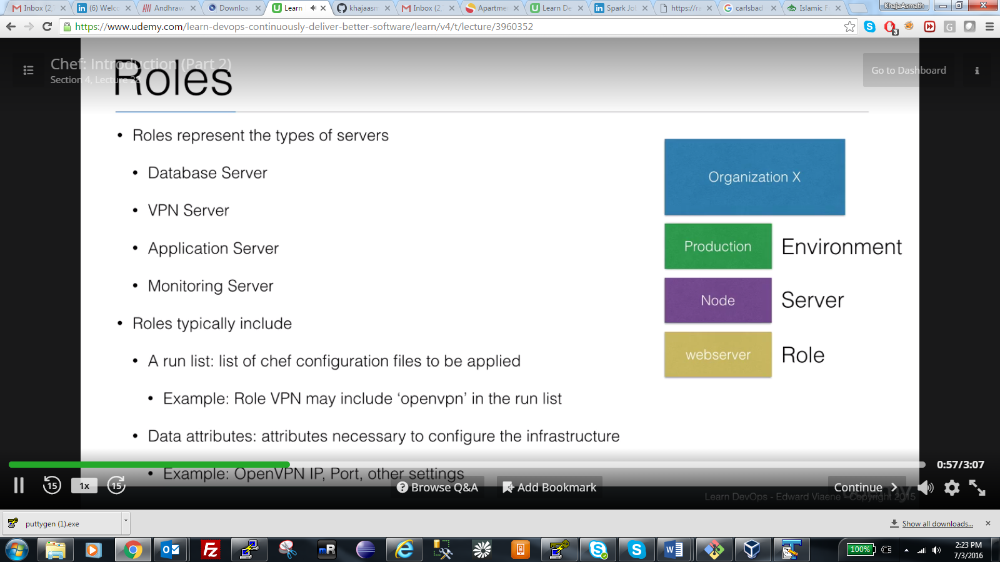 Inbox (2,
(6) Welco
Andhraw
Downloa
Learn
khajaasm
Inbox (2,
Apartme
Learn De
Spark Jo
https://ra
carlsbad
Islamic F
KhajaAsmath
https://www.udemy.com/learn-devops-continuously-deliver-better-software/learn/v4/t/lecture/3960352
Chef: Introduction (Part 2)
Section 4, Lecture 28
Go to Dashboard
Roles
• Roles represent the types of servers
• Database Server
• VPN Server
• Application Server
• Monitoring Server
• Roles typically include
• A run list: list of chef configuration files to be applied
• Example: Role VPN may include ‘openvpn’ in the run list
• Data attributes: attributes necessary to configure the infrastructure
• Example: OpenVPN IP, Port, other settings
Organization X
Production
Environment
Node
Server
webserver
Role
0:57/3:07
15
1x
15
Browse Q&A
Add Bookmark
Continue
Learn DevOps - Edward Viaene - Copyright 2015
puttygen (1).exe
Show all downloads...
100%
2:23 PM
7/3/2016